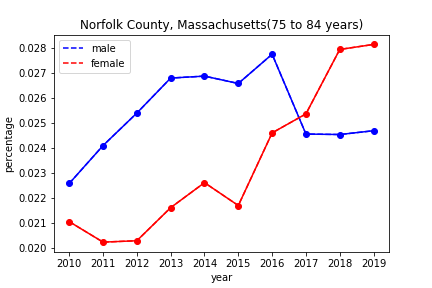 Norfolk County, Massachusetts(75 to 84 years)
male
female
0.028
0.027
0.026
0.025
0.024
0.023
0.022
0.021
0.020
percentage
2010 2011 2012 2013 2014 2015 2016 2017 2018 2019
year